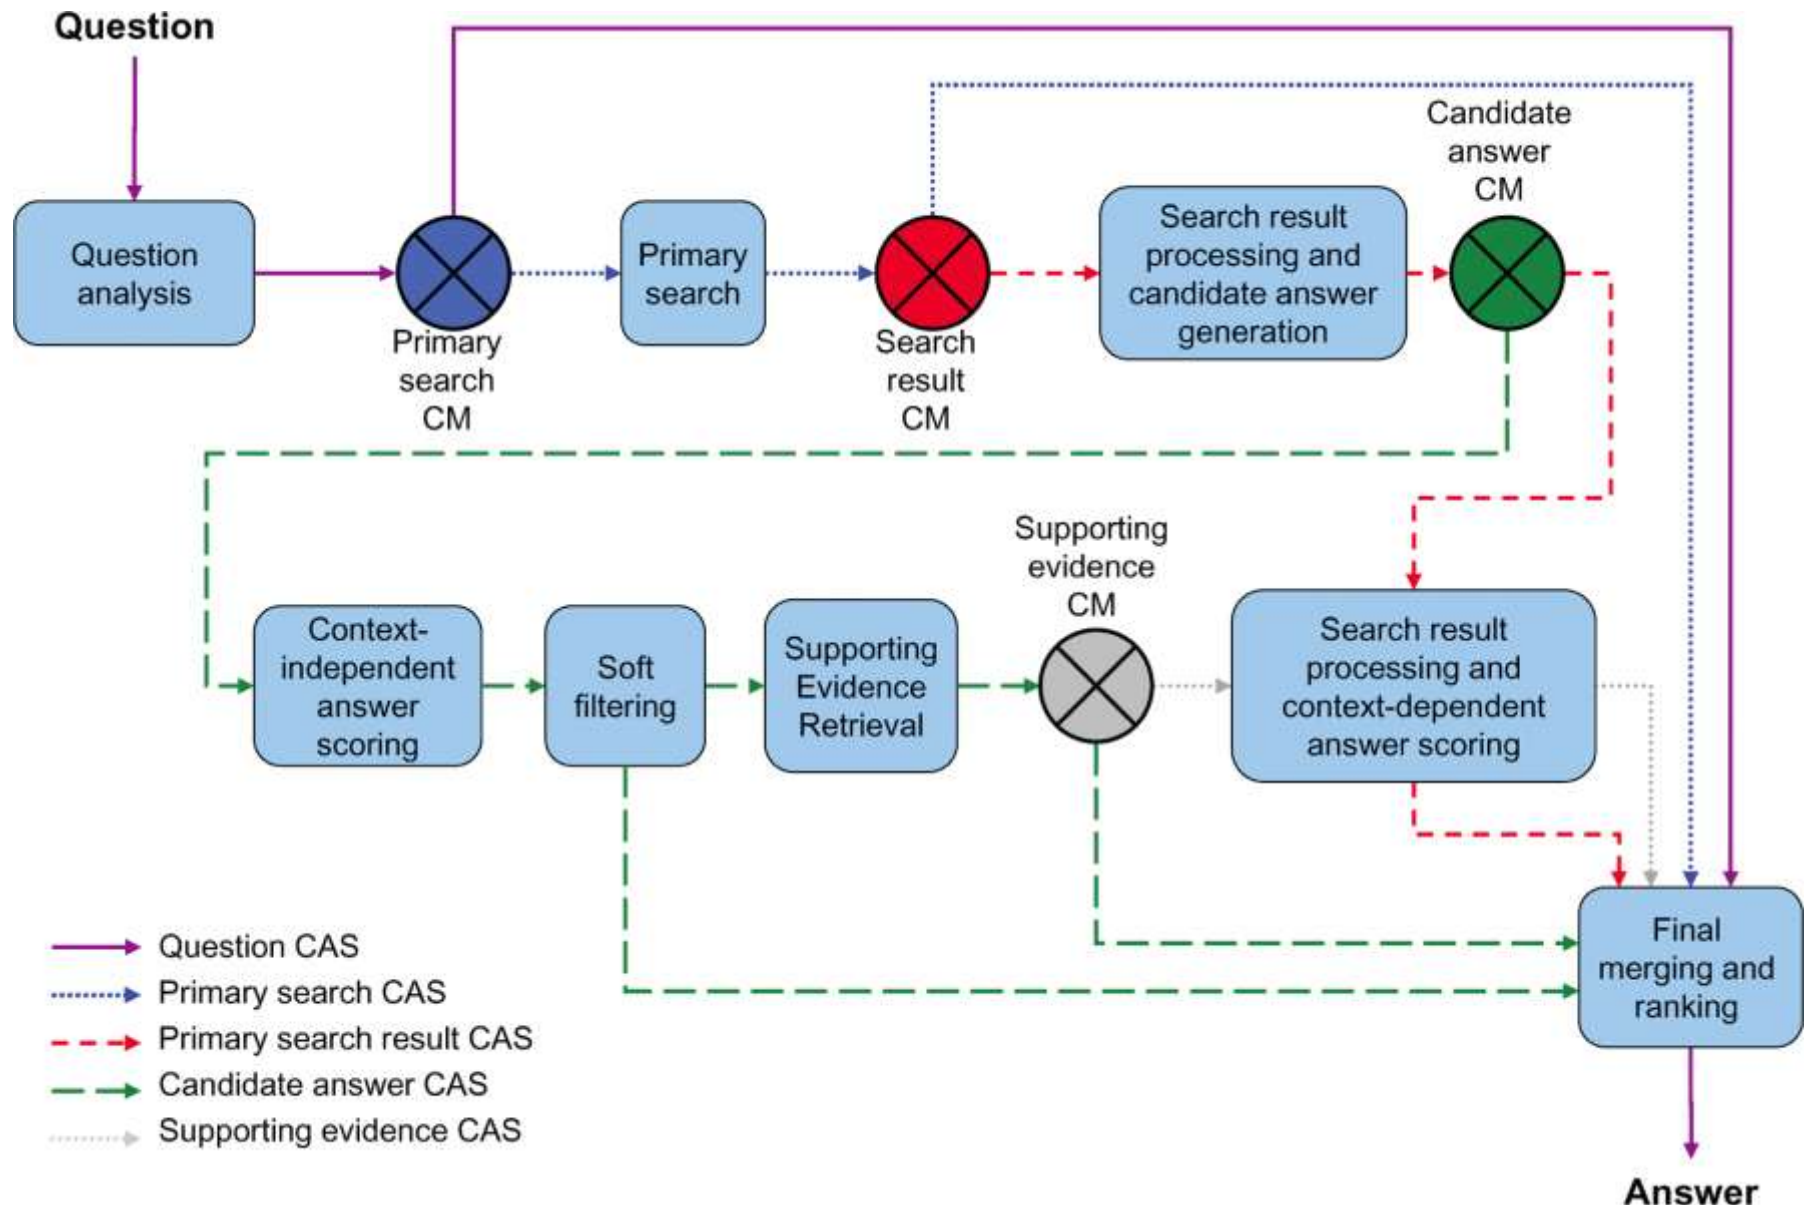 Question
Candidate
answer
CM
Question
analysis
Primary
search
CM
Primary
search
Search
result
CM
Search result
processing and
candidate answer
generation
Supporting
evidence
CM
Context-
independent
answer
scoring
Soft
filtering
Supporting
Evidence
Retrieval
Search result
processing and
context-dependent
answer scoring
Final
merging and
ranking
Question CAS
Primary search CAS
Primary search result CAS
Candidate answer CAS
Supporting evidence CAS
Answer